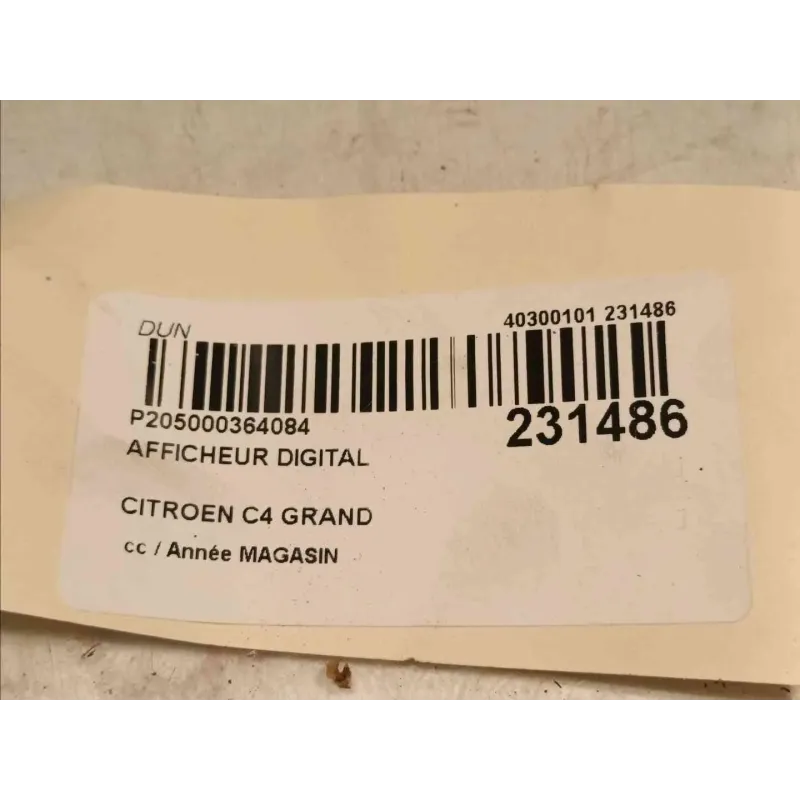 DUN
40300101 231486
P205000364084
231486
AFFICHEUR DIGITAL
CITROEN C4 GRAND
cc / Année MAGASIN